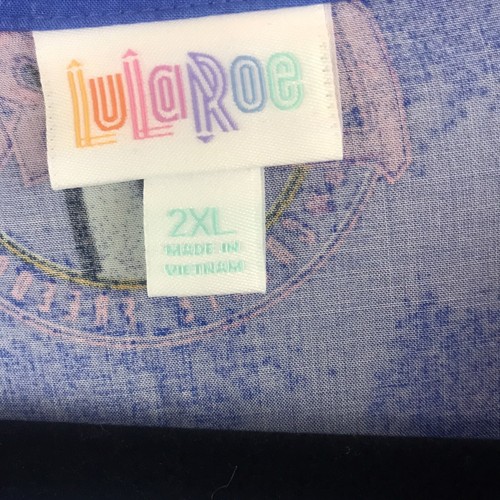 LuLaRoe
2XL
MADE IN
VIETNAM